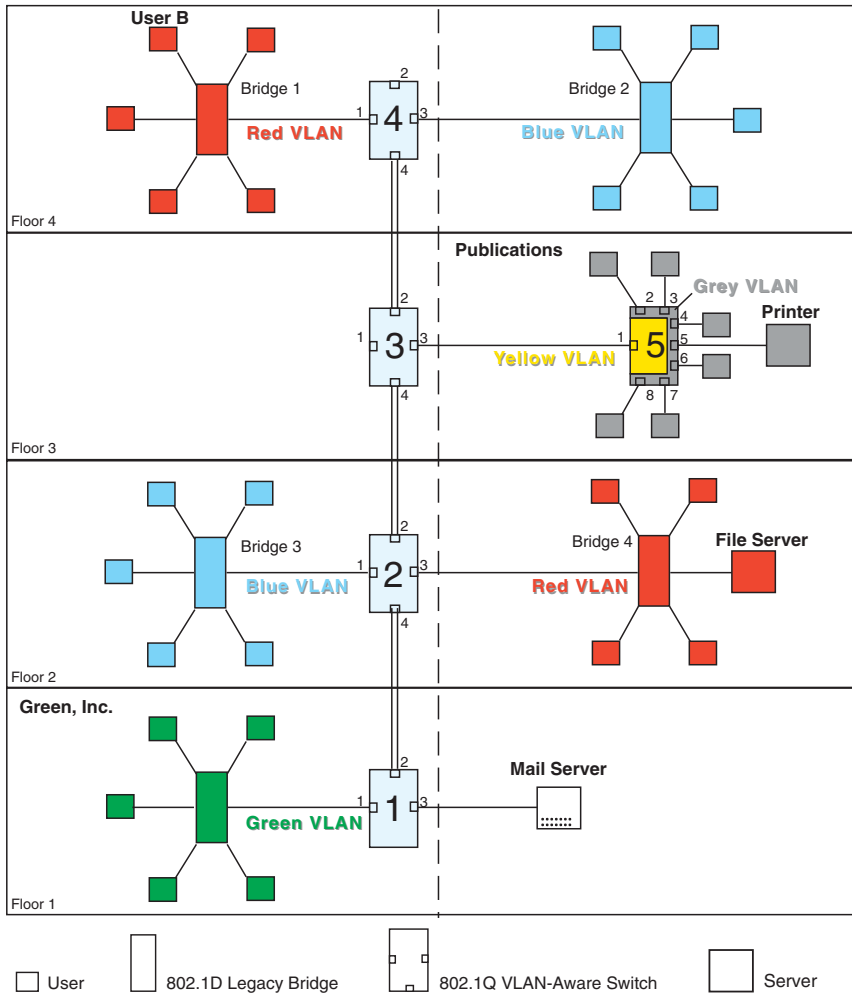 User B
Bridge 1
2
1
4
3
4
Red VLAN
Bridge 2
Blue VLAN
Floor 4
Publications
2
1
3
3
4
Yellow VLAN
2
3
Grey VLAN
4
Printer
1
5
5
6
8
7
Floor 3
Bridge 3
2
1
2
3
4
Blue VLAN
Bridge 4
File Server
Red VLAN
Floor 2
Green, Inc.
2
1
1
3
Mail Server
Green VLAN
Floor 1
User
802.1D Legacy Bridge
802.1Q VLAN-Aware Switch
Server